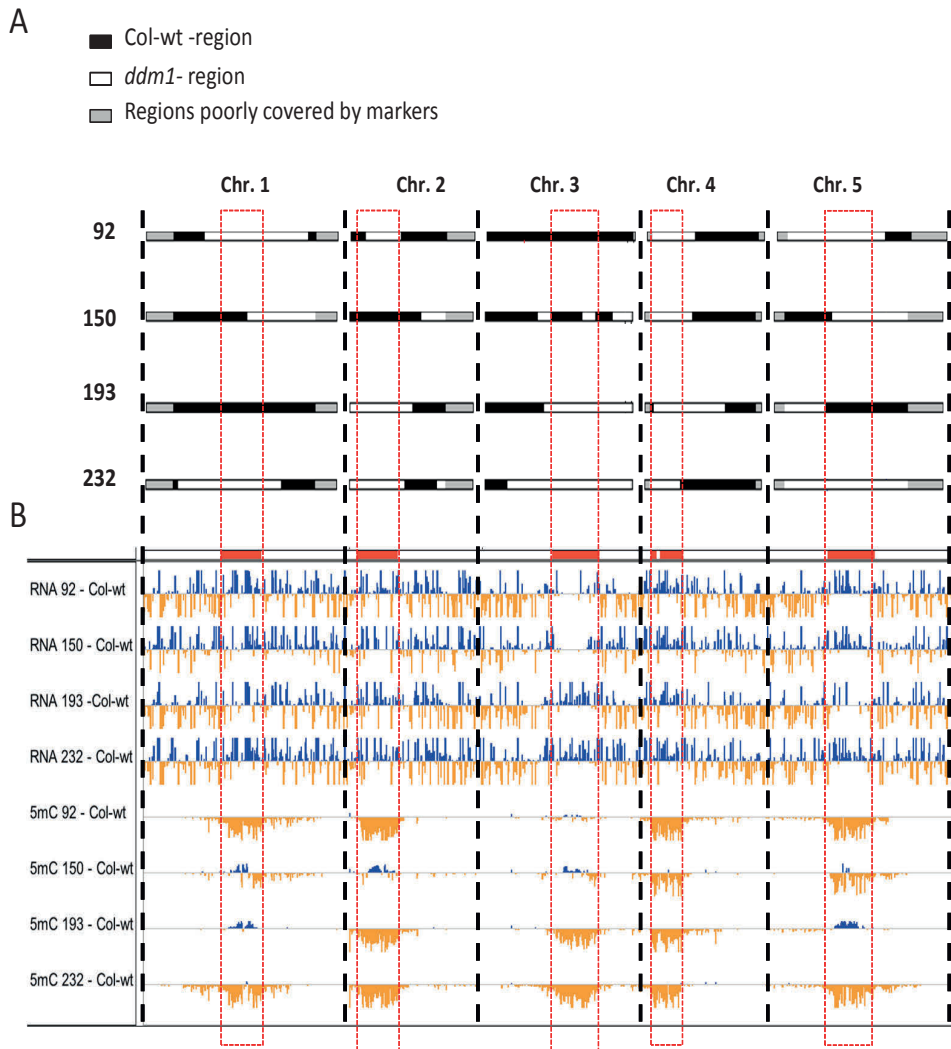 A
Col-wt -region
ddm1- region
Regions poorly covered by markers
Chr. 1 Chr. 2 Chr. 3 Chr. 4 Chr. 5
92
150
193
232
B
RNA 92 - Col-wt
RNA 150 - Col-wt
RNA 193 -Col-wt
RNA 232 - Col-wt
5mC 92 - Col-wt
5mC 150 - Col-wt
5mC 193 - Col-wt
5mC 232 - Col-wt